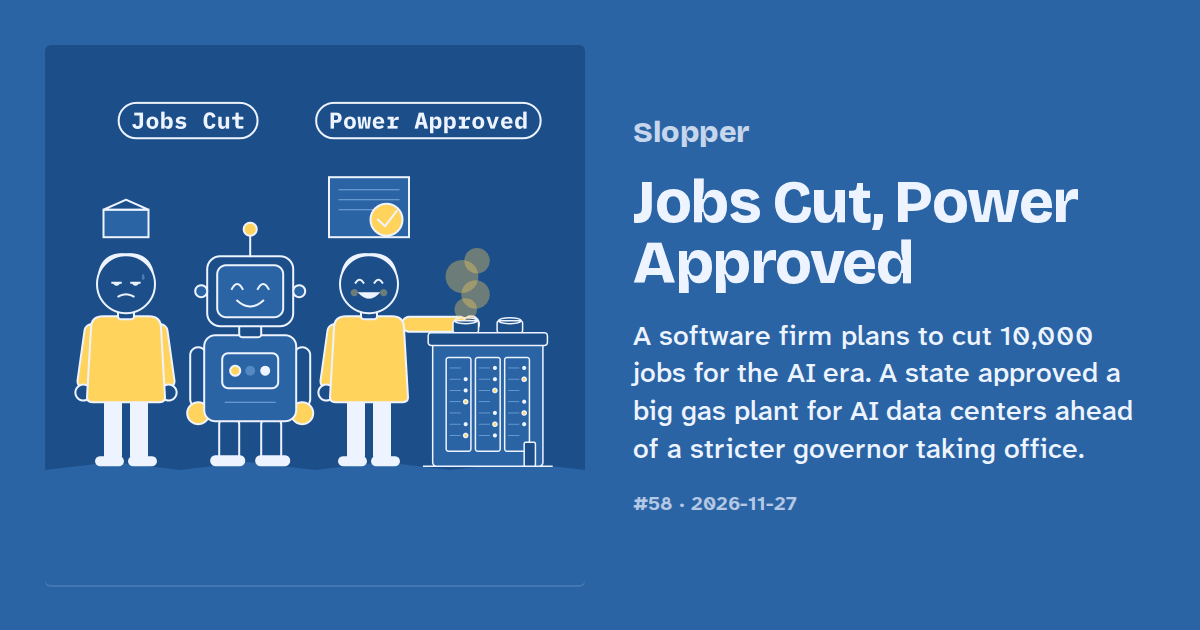 Jobs Cut
Power Approved
Slopper
Jobs Cut, Power
Approved
A software firm plans to cut 10,000
jobs for the AI era. A state approved a
big gas plant for AI data centers ahead
of a stricter governor taking office.
#58 · 2026-11-27